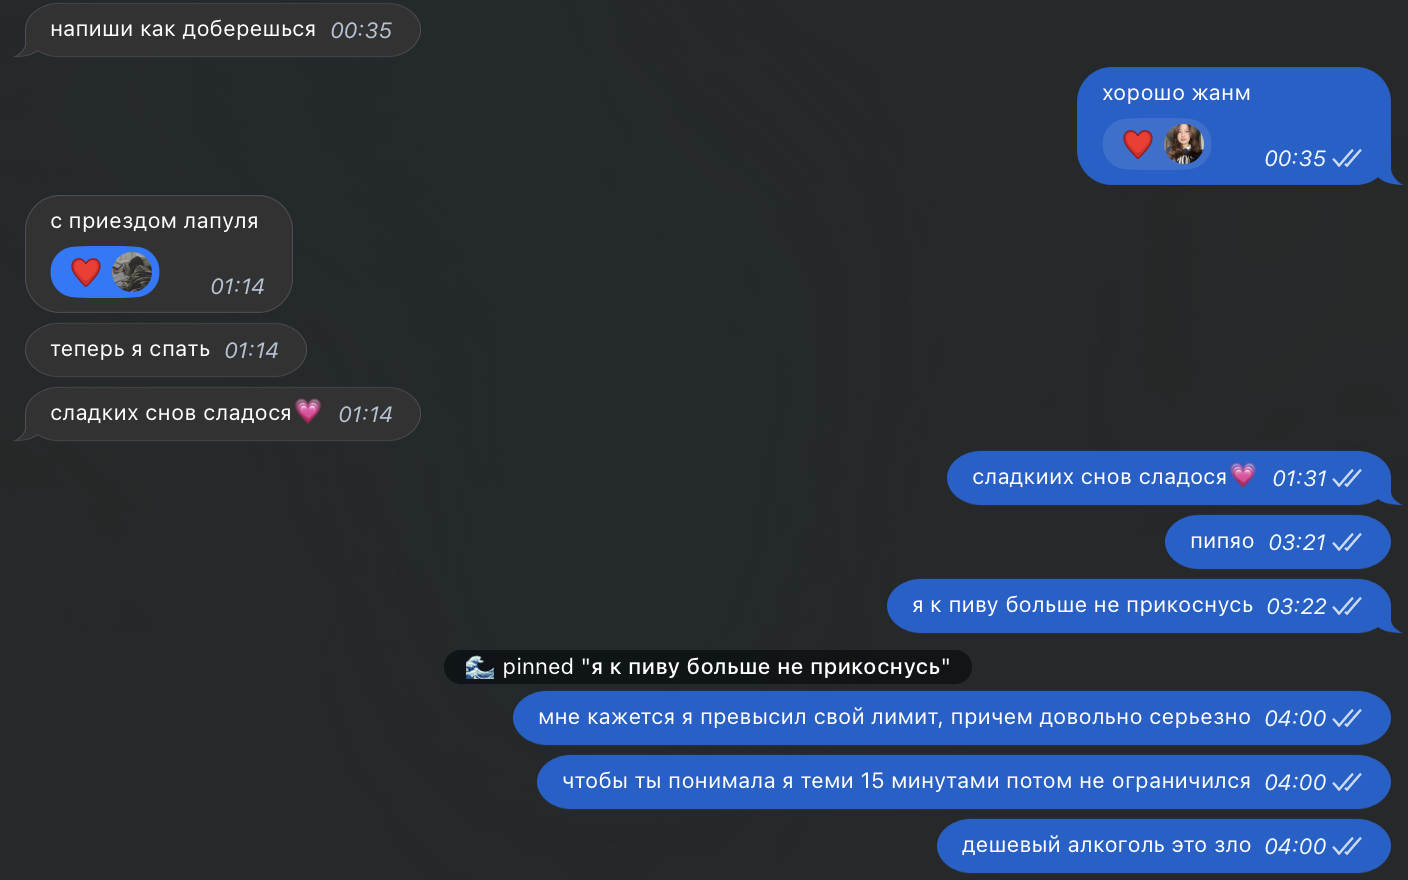 напиши как доберешься 00:35
хорошо жанм
00:35
с приездом лапуля
01:14
теперь я спать 01:14
сладких снов сладося💗 01:14
сладкиих снов сладося💗 01:31
пипяо 03:21
я к пиву больше не прикоснусь 03:22
🌊 pinned "я к пиву больше не прикоснусь"
мне кажется я превысил свой лимит, причем довольно серьезно 04:00
чтобы ты понимала я теми 15 минутами потом не ограничился 04:00
дешевый алкоголь это зло 04:00